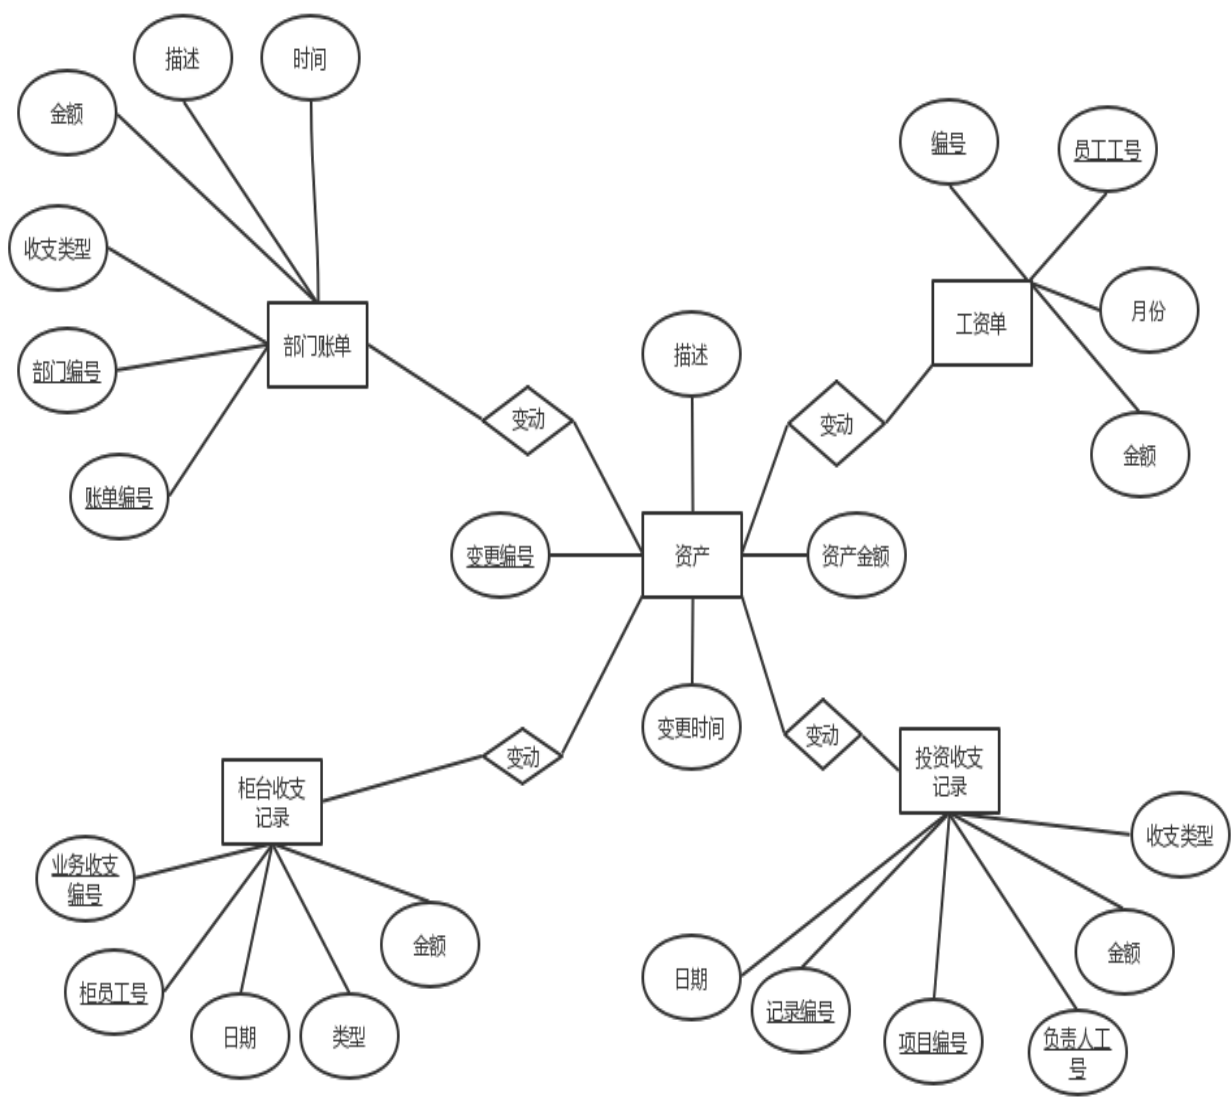 描述
时间
金额
编号
员工工号
收支类型
月份
部门账单
工资单
描述
部门编号
变动
变动
金额
账单编号
变更编号
资产
资产金额
变更时间
变动
变动
投资收支
记录
柜台收支
记录
收支类型
业务收支
编号
金额
金额
日期
柜员工号
记录编号
日期
类型
项目编号
负责人工
号